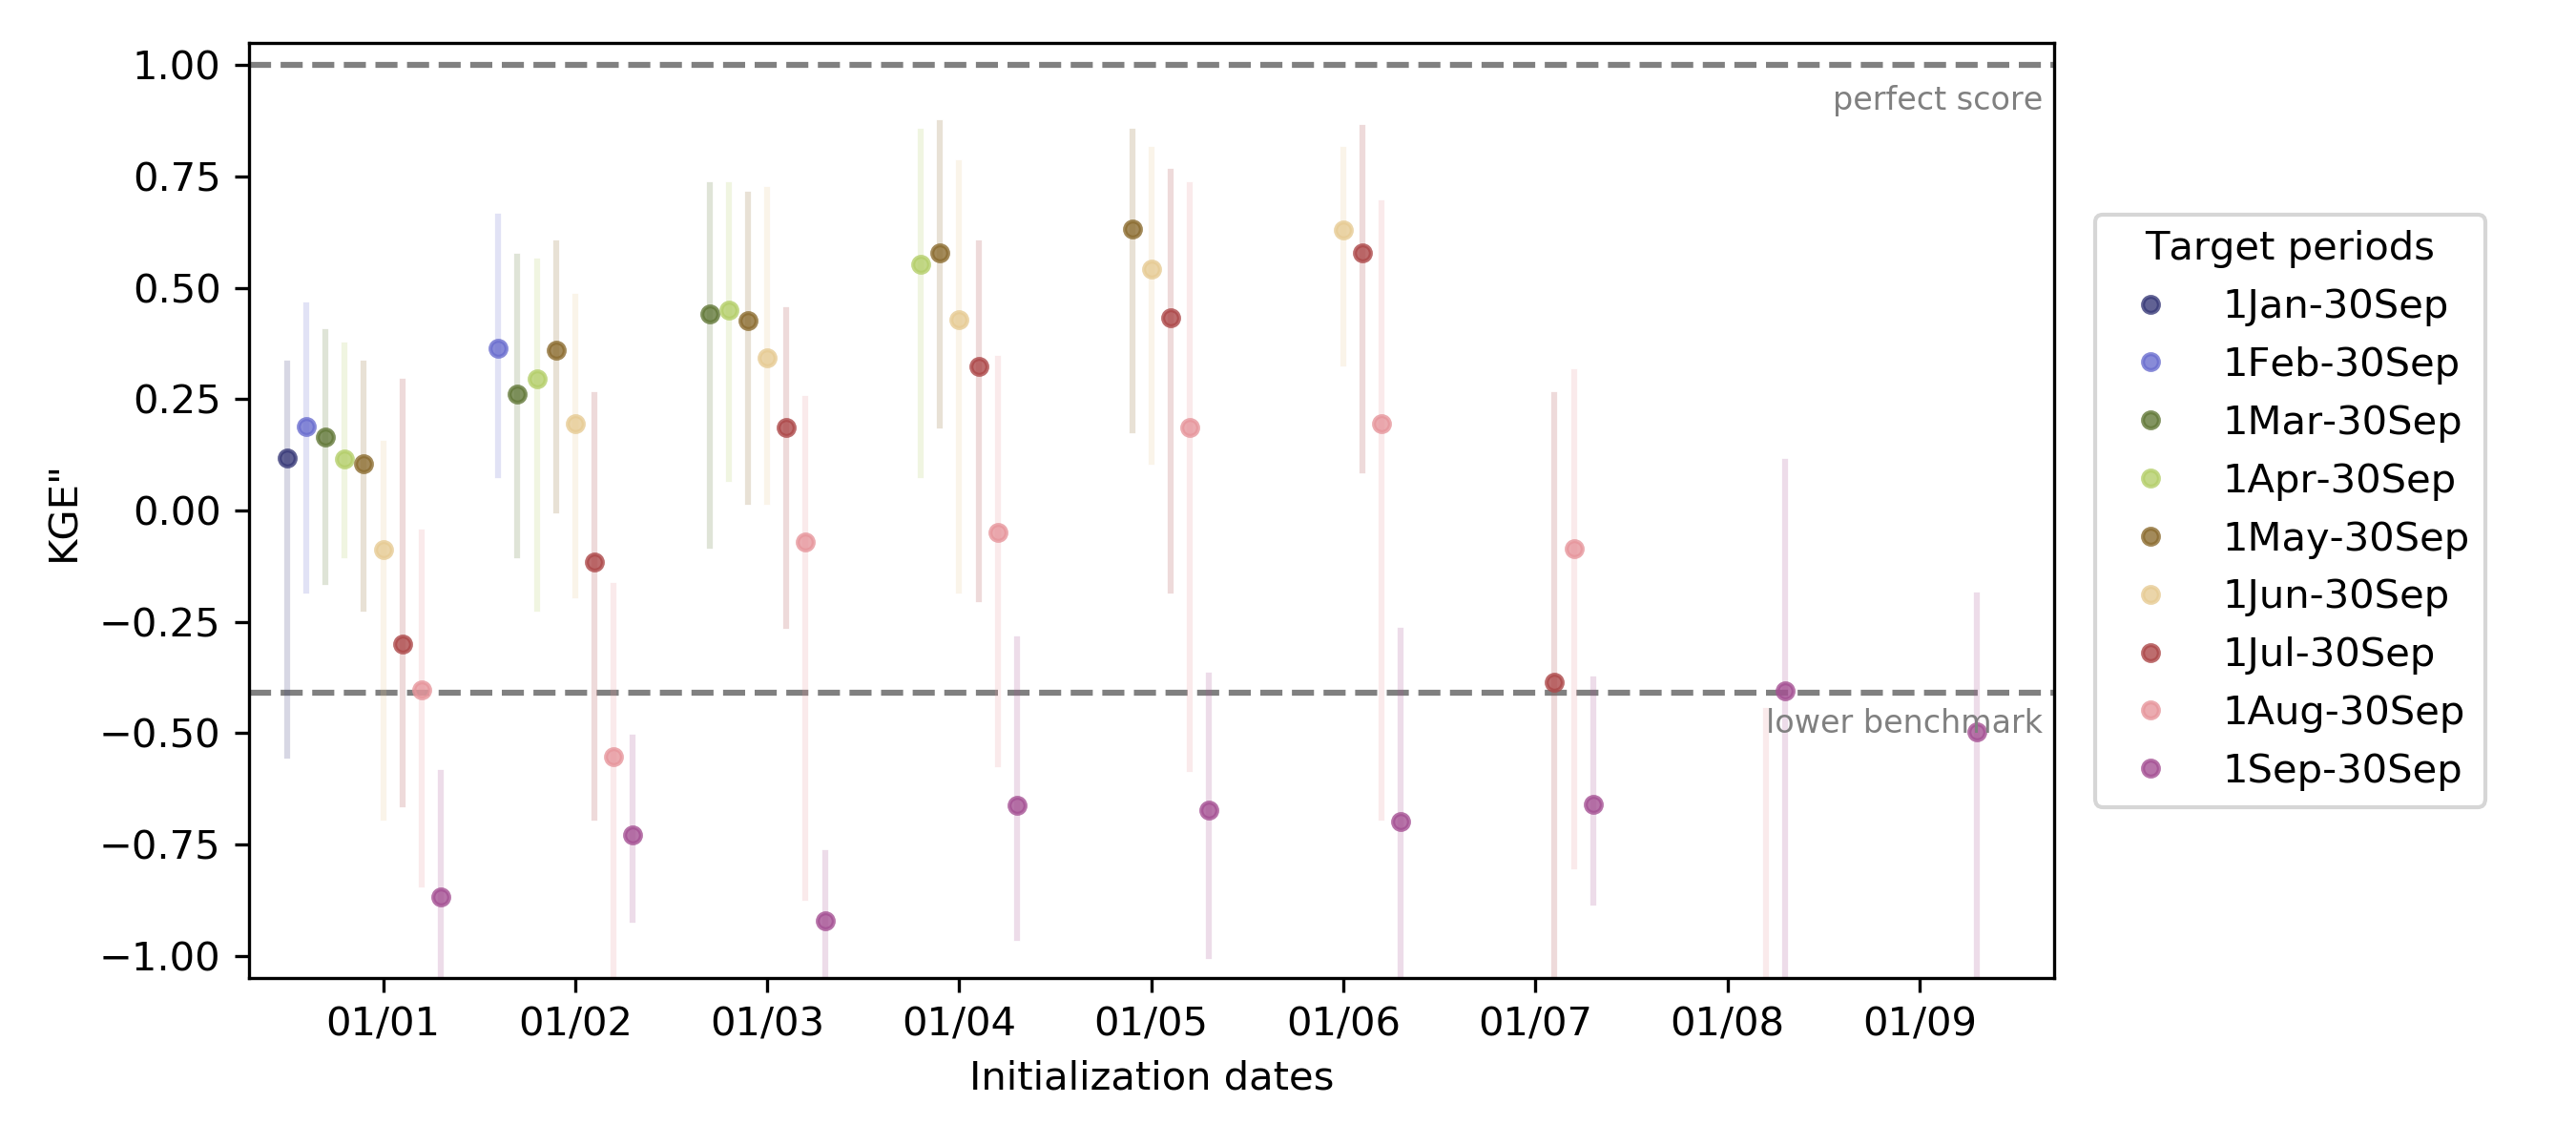 1.00
perfect score
0.75
0.50
0.25
0.00
−0.25
−0.50
−0.75
−1.00
lower benchmark
KGE"
01/01 01/02 01/03 01/04 01/05 01/06 01/07 01/08 01/09
Initialization dates
Target periods
1Jan-30Sep
1Feb-30Sep
1Mar-30Sep
1Apr-30Sep
1May-30Sep
1Jun-30Sep
1Jul-30Sep
1Aug-30Sep
1Sep-30Sep